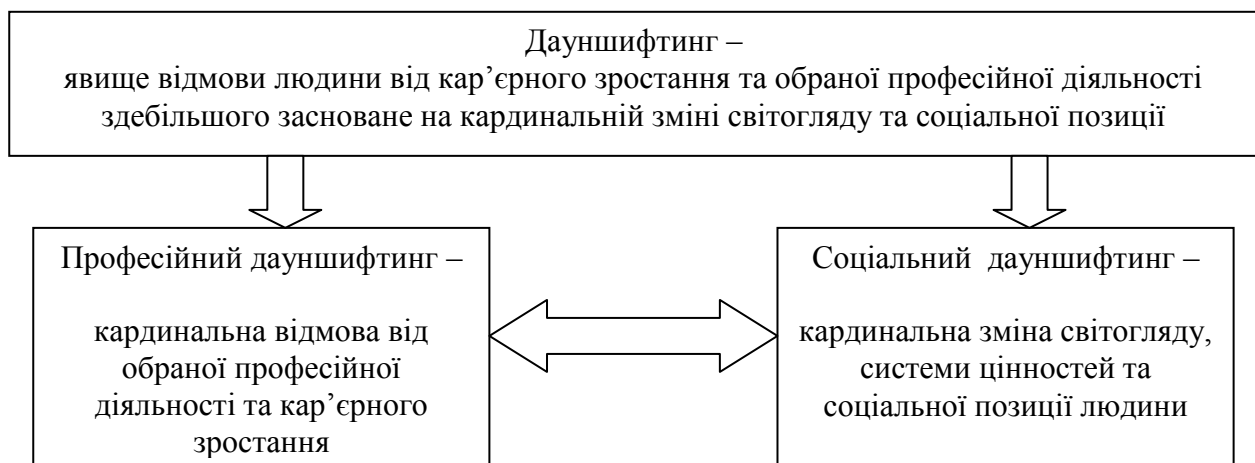 Дауншифтинг –
явище відмови людини від кар’єрного зростання та обраної професійної діяльності
здебільшого засноване на кардинальній зміні світогляду та соціальної позиції
Професійний дауншифтинг –
кардинальна відмова від
обраної професійної
діяльності та кар’єрного
зростання
Соціальний дауншифтинг –
кардинальна зміна світогляду,
системи цінностей та
соціальної позиції людини